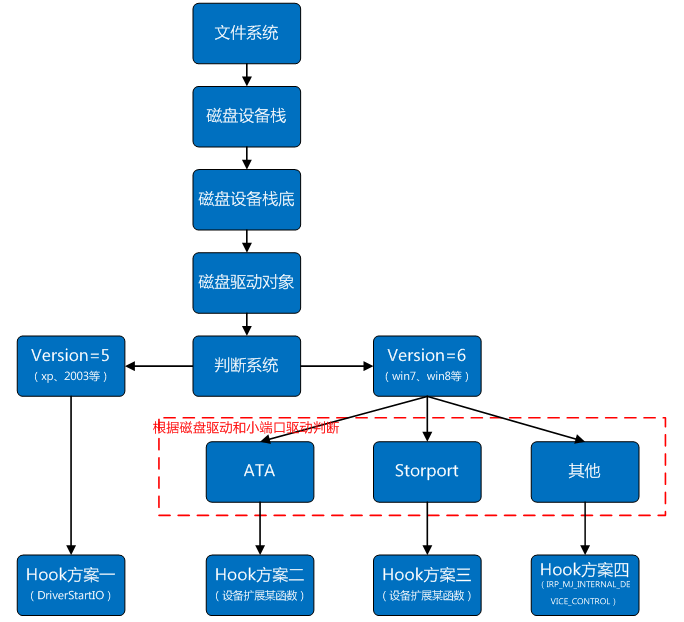 文件系统
磁盘设备栈
磁盘设备栈底
磁盘驱动对象
判断系统
Version=5
（xp、2003等）
Version=6
（win7、win8等）
根据磁盘驱动和小端口驱动判断
ATA
Storport
其他
Hook方案一
（DriverStartIO）
Hook方案二
（设备扩展某函数）
Hook方案三
（设备扩展某函数）
Hook方案四
（IRP_MJ_INTERNAL_DE
VICE_CONTROL）